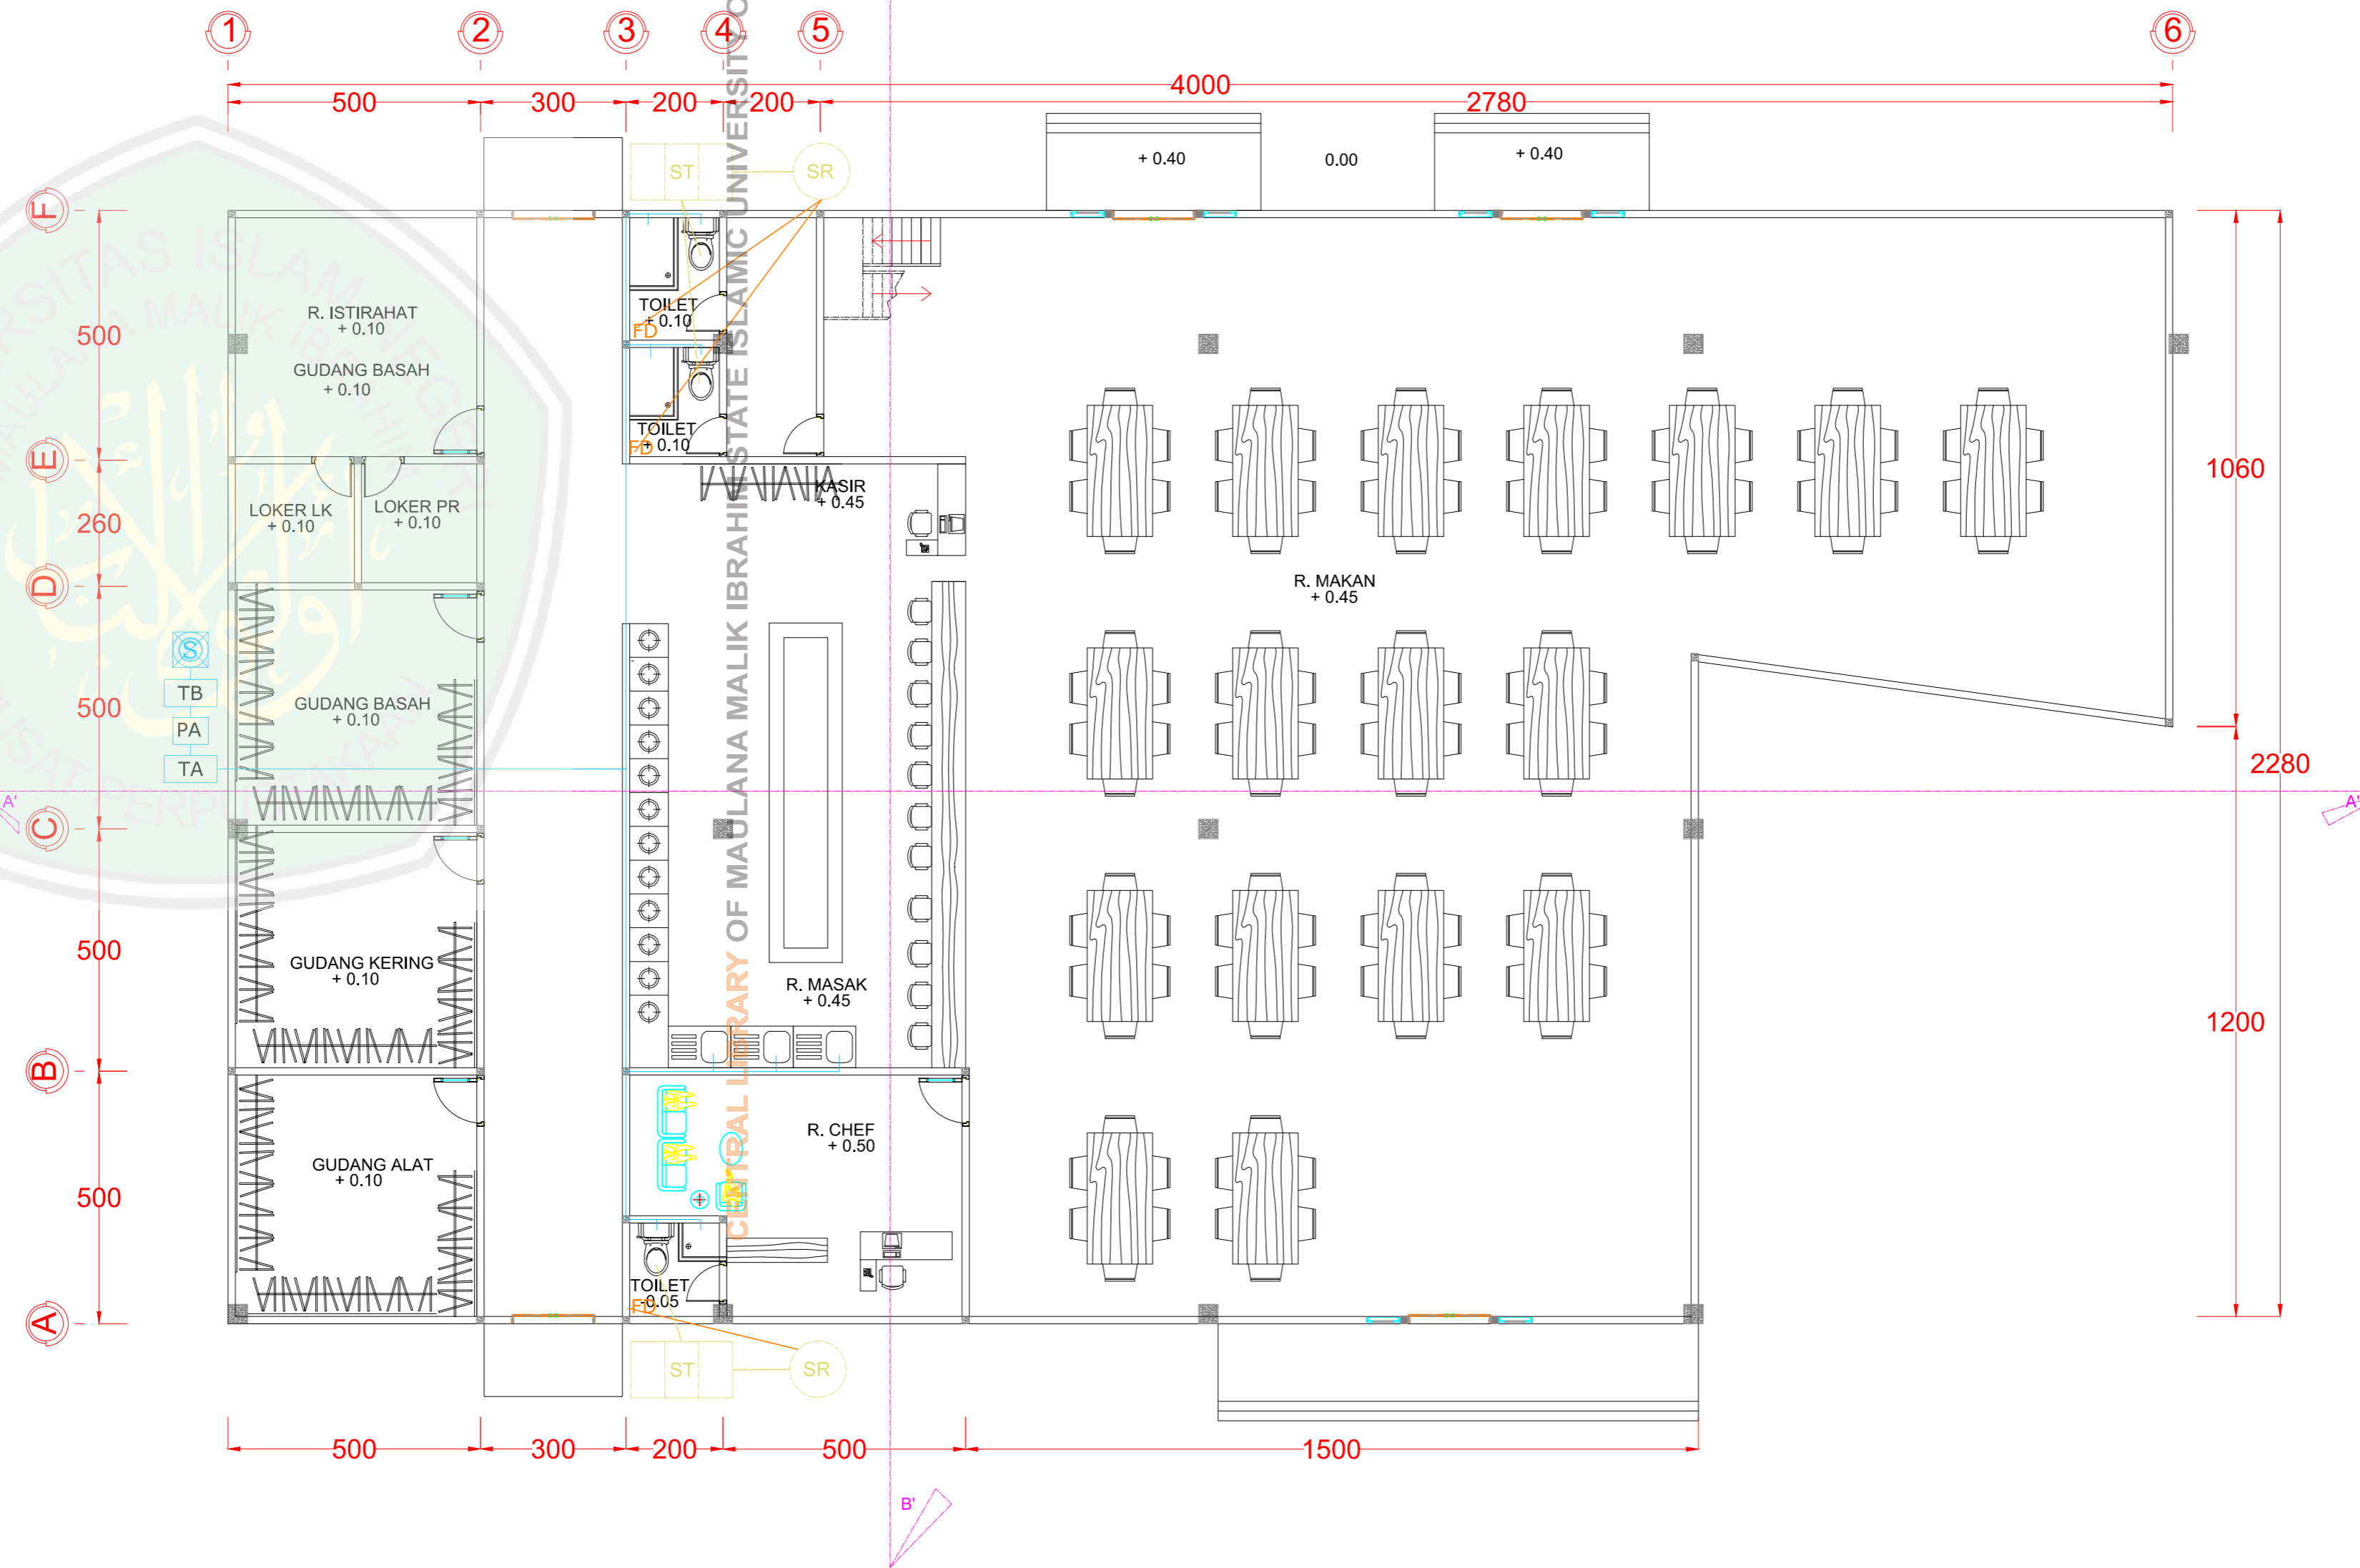 1
2
3
4
5
6
4000
500
300
200
200
2780
ST
SR
+ 0.40
0.00
+ 0.40
F
R. ISTIRAHAT
+ 0.10
TOILET
+ 0.10
FD
500
GUDANG BASAH
+ 0.10
TOILET
+ 0.10
FD
E
1060
KASIR
+ 0.45
LOKER LK
+ 0.10
LOKER PR
+ 0.10
260
D
R. MAKAN
+ 0.45
S
TB
PA
TA
500
GUDANG BASAH
+ 0.10
2280
A'
A'
C
500
GUDANG KERING
+ 0.10
R. MASAK
+ 0.45
1200
B
R. CHEF
+ 0.50
500
GUDANG ALAT
+ 0.10
TOILET
-0.05
FD
A
ST
SR
500
300
200
500
1500
B'
CENTRAL LIBRARY OF MAULANA MALIK IBRAHIM STATE ISLAMIC UNIVERSITY O